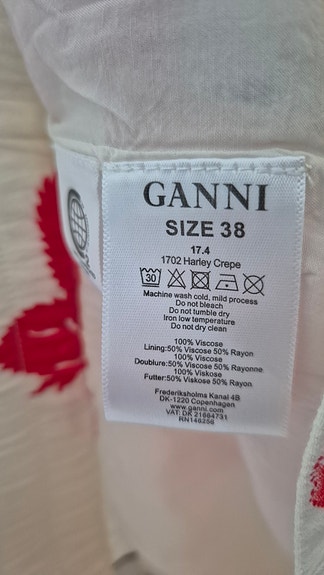 GANNI
SIZE 38
17.4
1702 Harley Crepe
30
Machine wash cold, mild process
Do not bleach
Do not tumble dry
Iron low temperature
Do not dry clean
100% Viscose
Lining:50% Viscose 50% Rayon
100% Viscose
Doublure:50% Viscose 50% Rayonne
100% Viskose
Futter:50% Viskose 50% Rayon
Frederiksholms Kanal 4B
DK-1220 Copenhagen
www.ganni.com
VAT: DK 21684731
RN148256